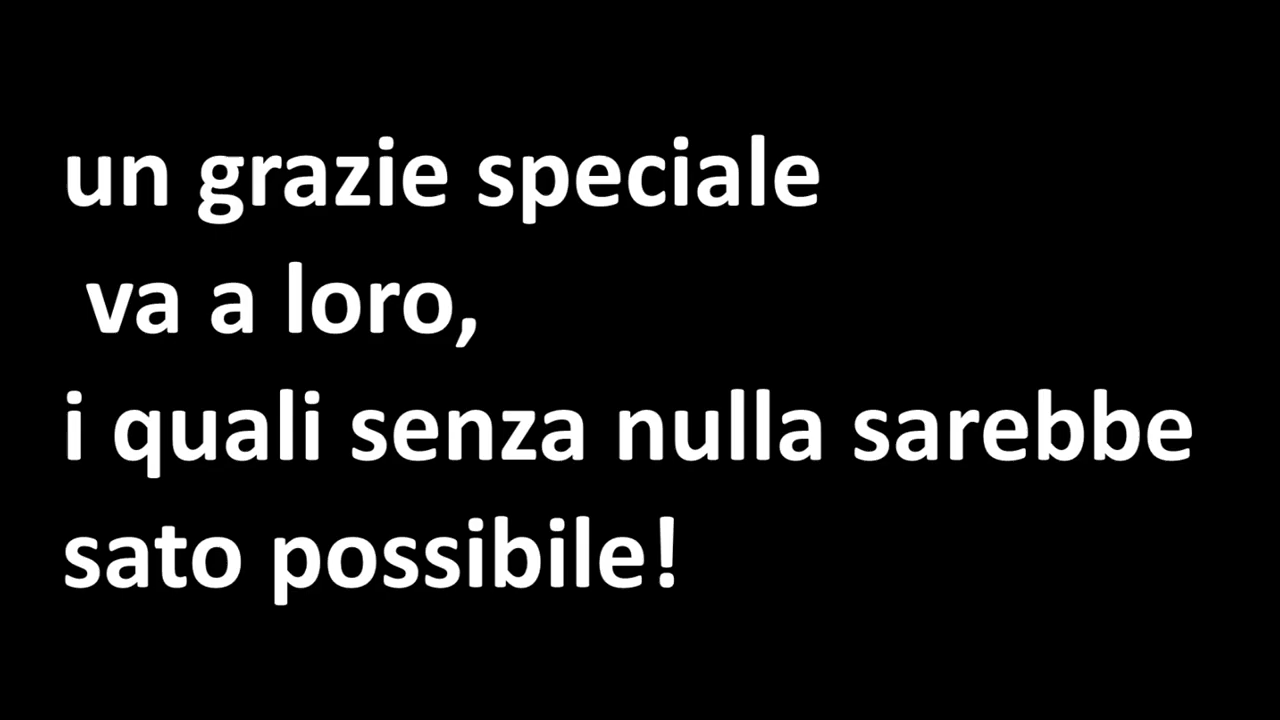 un grazie speciale
va a loro,
i quali senza nulla sarebbe
sato possibile!